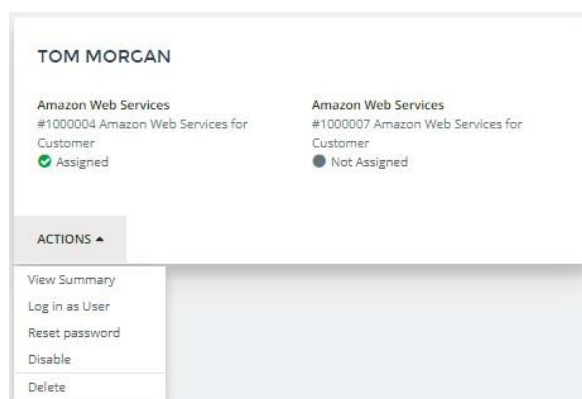 TOM MORGAN
Amazon Web Services
#1000004 Amazon Web Services for
Customer
Assigned
Amazon Web Services
#1000007 Amazon Web Services for
Customer
Not Assigned
ACTIONS
View Summary
Log in as User
Reset password
Disable
Delete